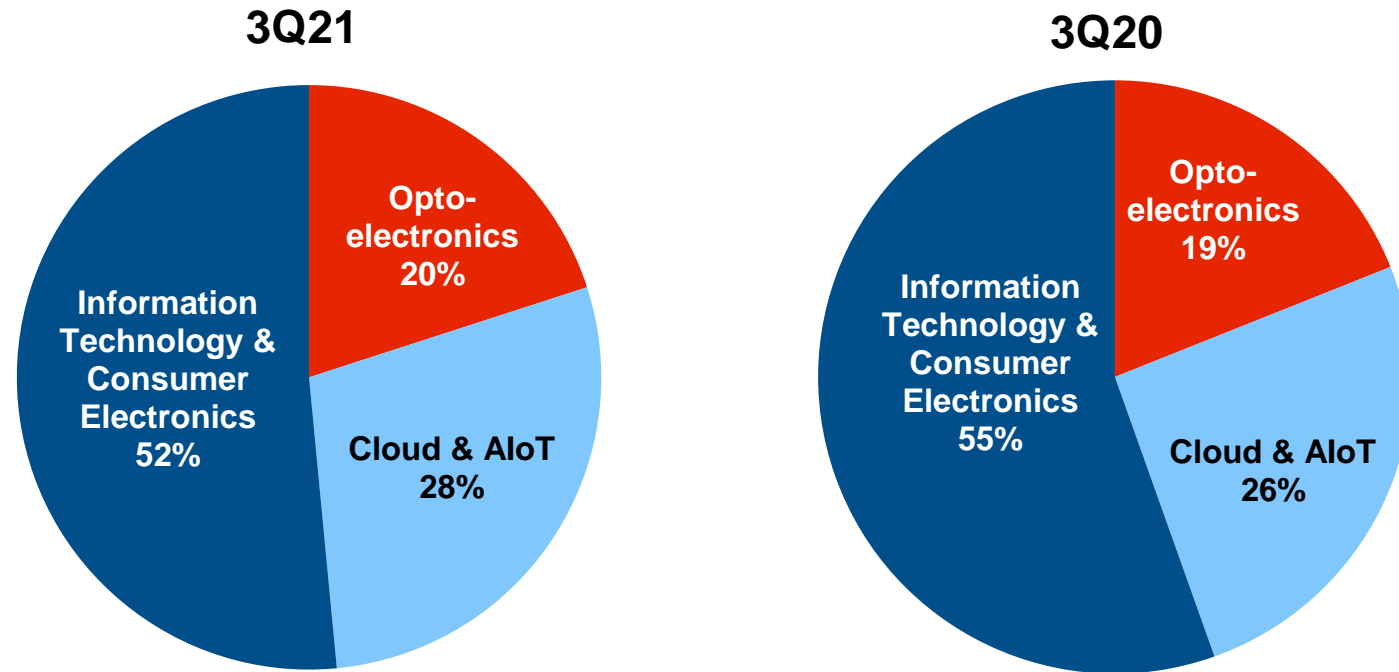 3Q21
Opto-
electronics
20%
Information
Technology &
Consumer
Electronics
52%
Cloud & AIoT
28%
3Q20
Opto-
electronics
19%
Information
Technology &
Consumer
Electronics
55%
Cloud & AIoT
26%